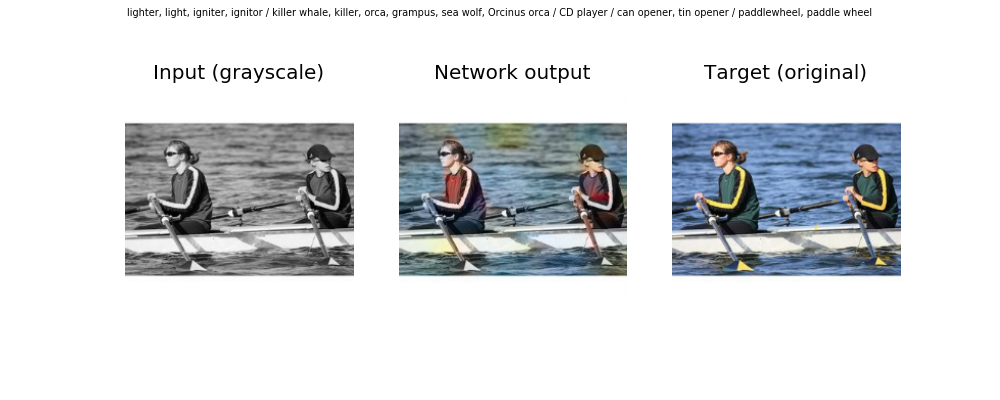 lighter, light, igniter, ignitor / killer whale, killer, orca, grampus, sea wolf, Orcinus orca / CD player / can opener, tin opener / paddlewheel, paddle wheel
Input (grayscale) Network output Target (original)